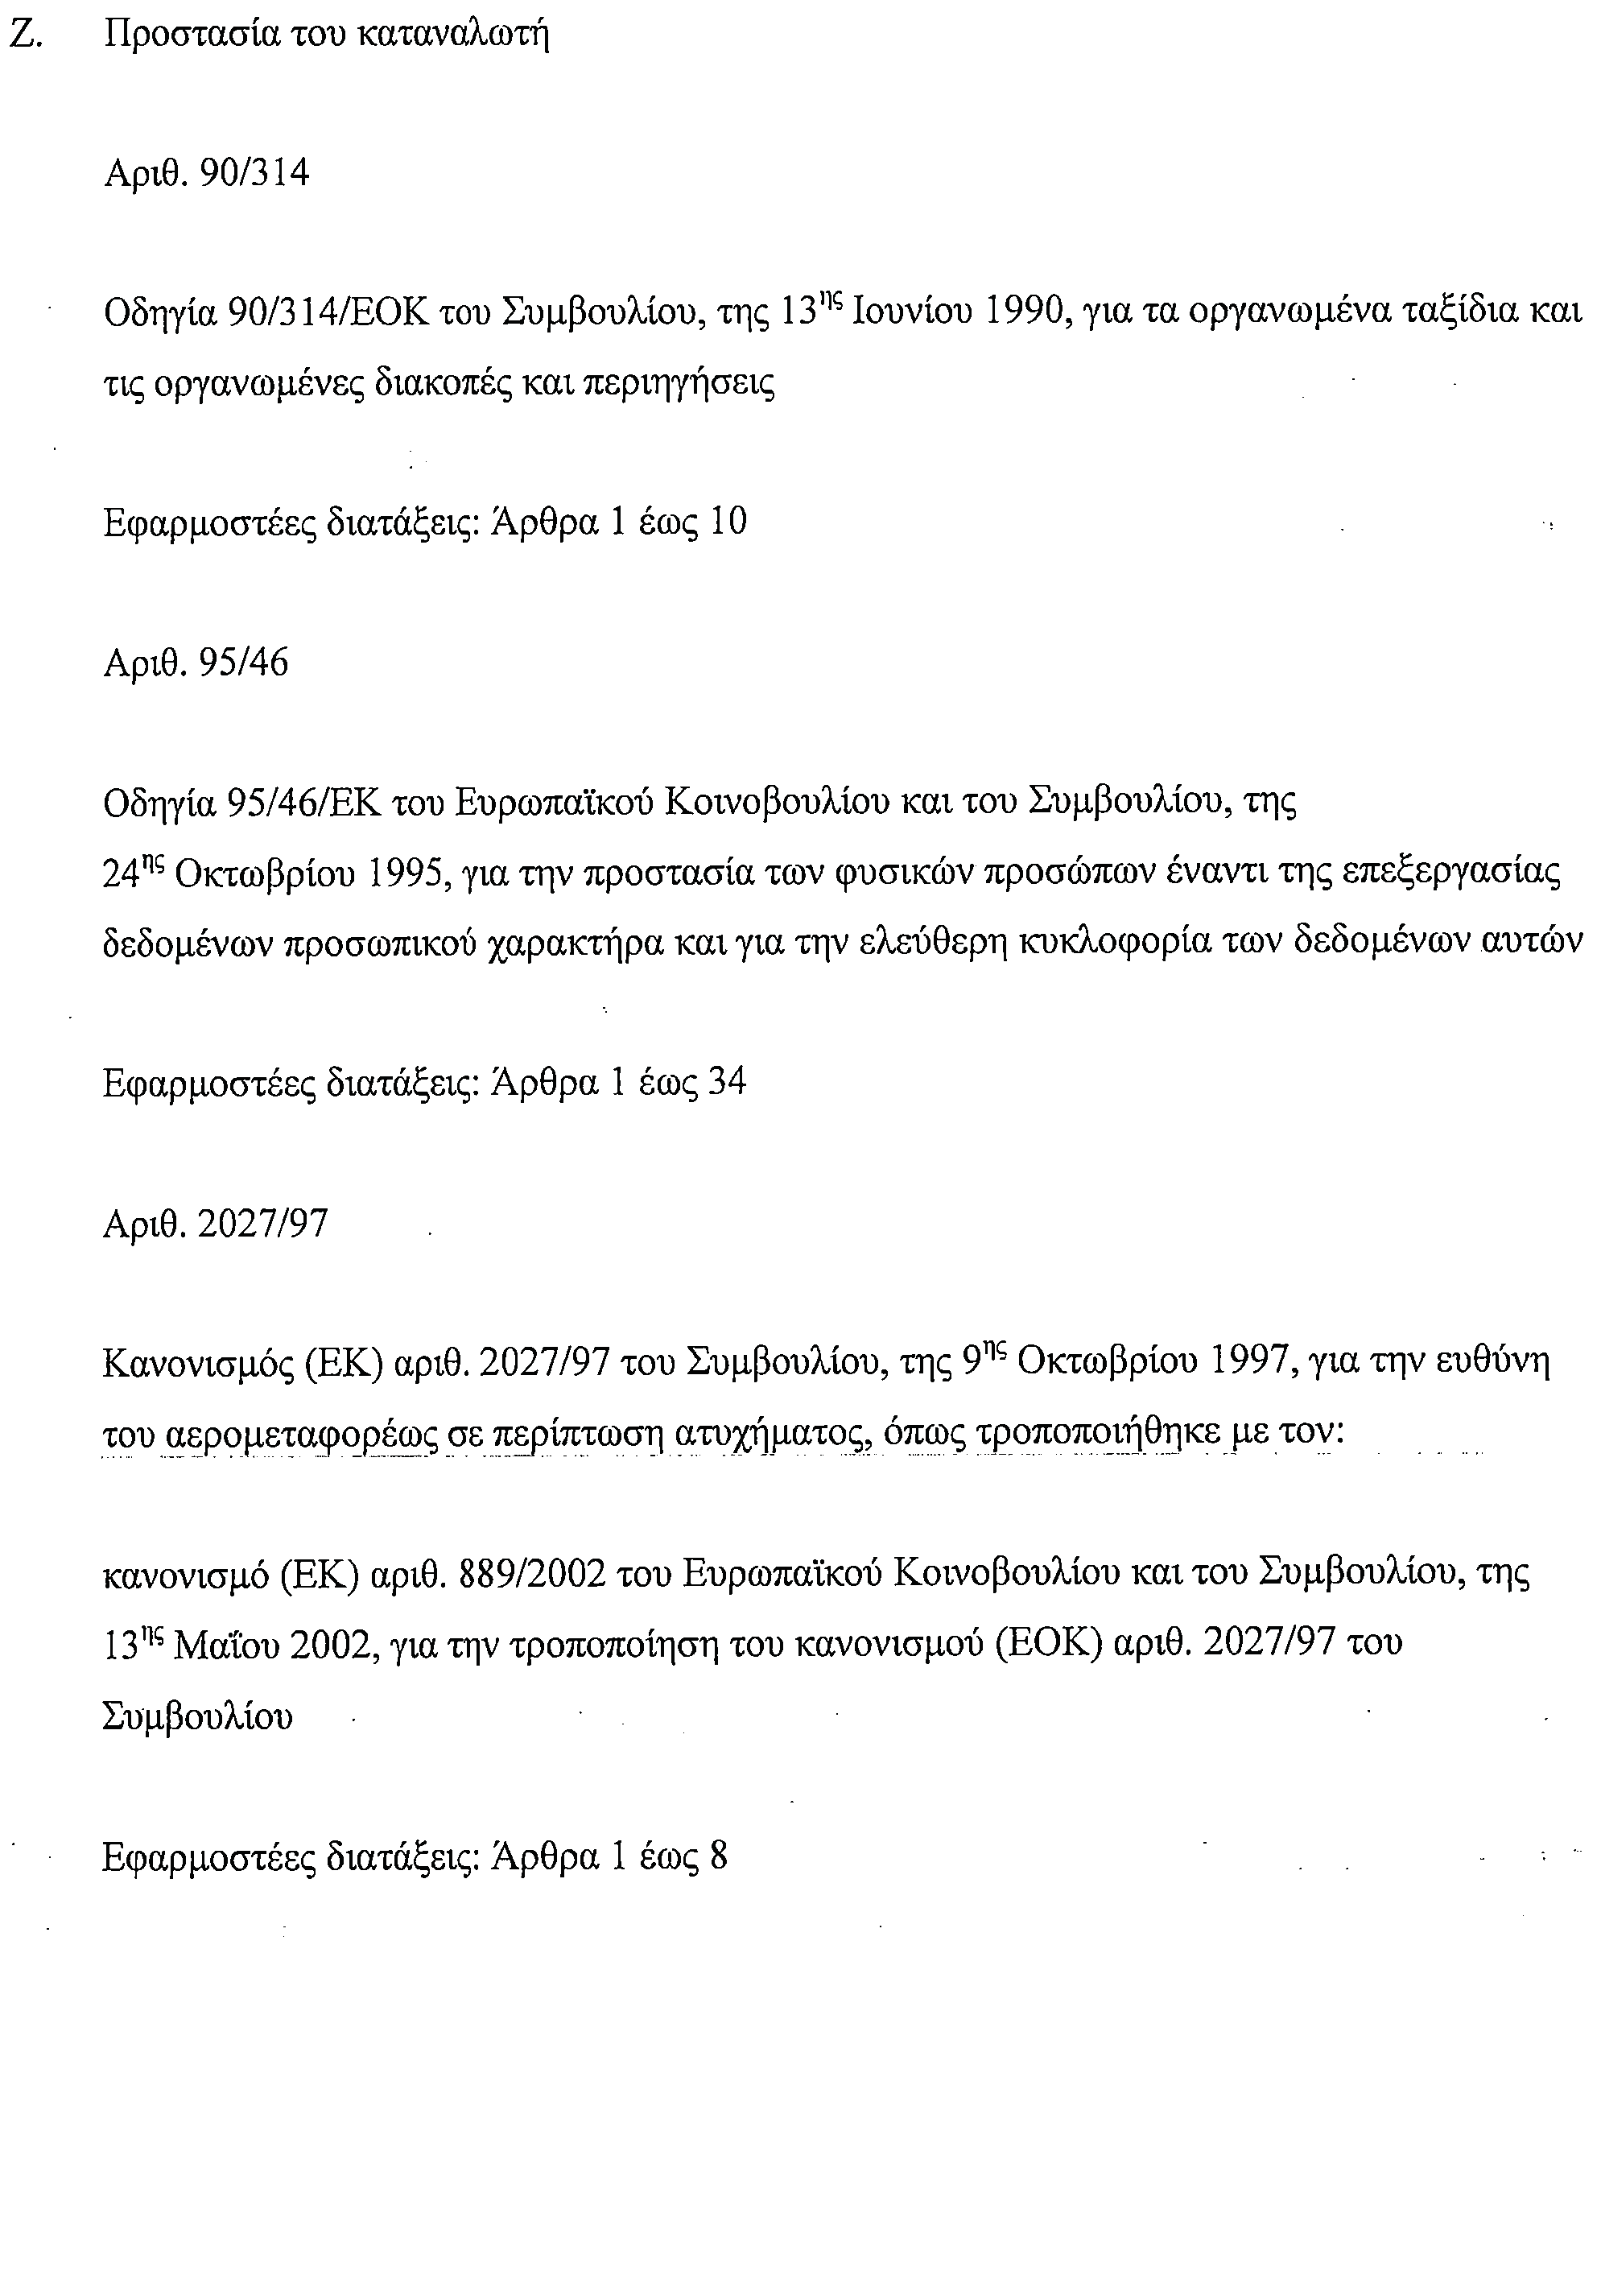 Ζ. Προστασία του καταναλωτή
Αριθ. 90/314
Οδηγία 90/314/ΕΟΚ του Συμβουλίου, της 13ης Ιουνίου 1990, για τα οργανωμένα ταξίδια και
τις οργανωμένες διακοπές και περιηγήσεις
Εφαρμοστέες διατάξεις: Άρθρα 1 έως 10
Αριθ. 95/46
Οδηγία 95/46/ΕΚ του Ευρωπαϊκού Κοινοβουλίου και του Συμβουλίου, της
24ης Οκτωβρίου 1995, για την προστασία των φυσικών προσώπων έναντι της επεξεργασίας
δεδομένων προσωπικού χαρακτήρα και για την ελεύθερη κυκλοφορία των δεδομένων αυτών
Εφαρμοστέες διατάξεις: Άρθρα 1 έως 34
Αριθ. 2027/97
Κανονισμός (ΕΚ) αριθ. 2027/97 του Συμβουλίου, της 9ης Οκτωβρίου 1997, για την ευθύνη
του αερομεταφορέως σε περίπτωση ατυχήματος, όπως τροποποιήθηκε με τον:
κανονισμό (ΕΚ) αριθ. 889/2002 του Ευρωπαϊκού Κοινοβουλίου και του Συμβουλίου, της
13ης Μαΐου 2002, για την τροποποίηση του κανονισμού (ΕΟΚ) αριθ. 2027/97 του
Συμβουλίου
Εφαρμοστέες διατάξεις: Άρθρα 1 έως 8